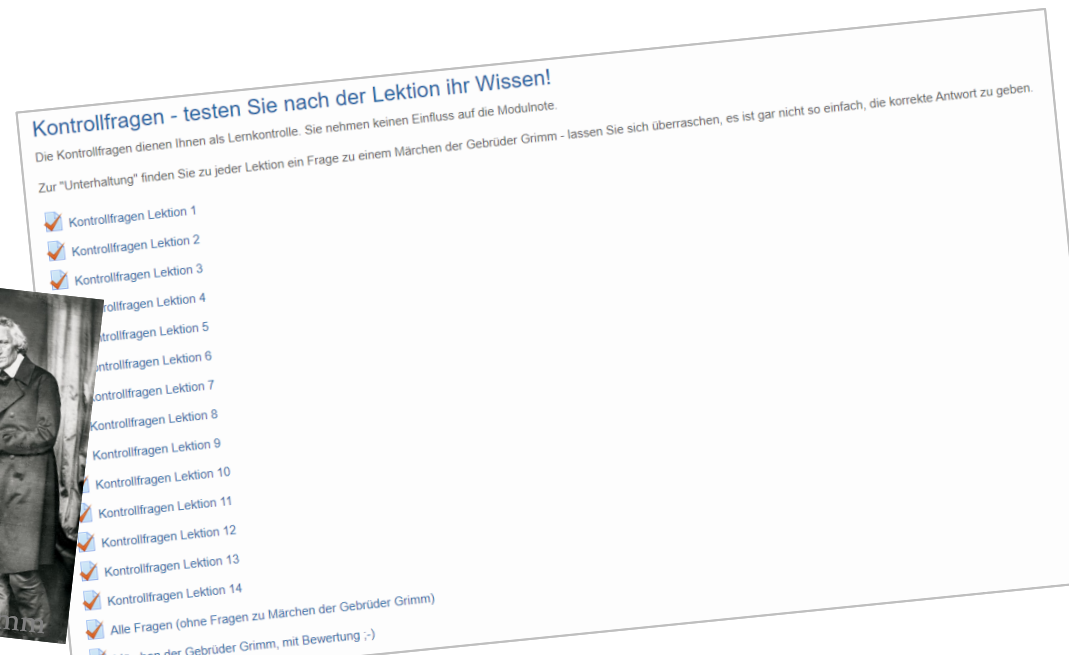 Kontrollfragen - testen Sie nach der Lektion ihr Wissen!
Die Kontrollfragen dienen Ihnen als Lernkontrolle. Sie nehmen keinen Einfluss auf die Modulnote.
Zur "Unterhaltung" finden Sie zu jeder Lektion ein Frage zu einem Märchen der Gebrüder Grimm - lassen Sie sich überraschen, es ist gar nicht so einfach, die korrekte Antwort zu geben.
Kontrollfragen Lektion 1
Kontrollfragen Lektion 2
Kontrollfragen Lektion 3
rollfragen Lektion 4
trollfragen Lektion 5
ntrollfragen Lektion 6
ontrollfragen Lektion 7
Kontrollfragen Lektion 8
Kontrollfragen Lektion 9
Kontrollfragen Lektion 10
Kontrollfragen Lektion 11
Kontrollfragen Lektion 12
Kontrollfragen Lektion 13
Kontrollfragen Lektion 14
Alle Fragen (ohne Fragen zu Märchen der Gebrüder Grimm)
der Gebrüder Grimm, mit Bewertung ;-)